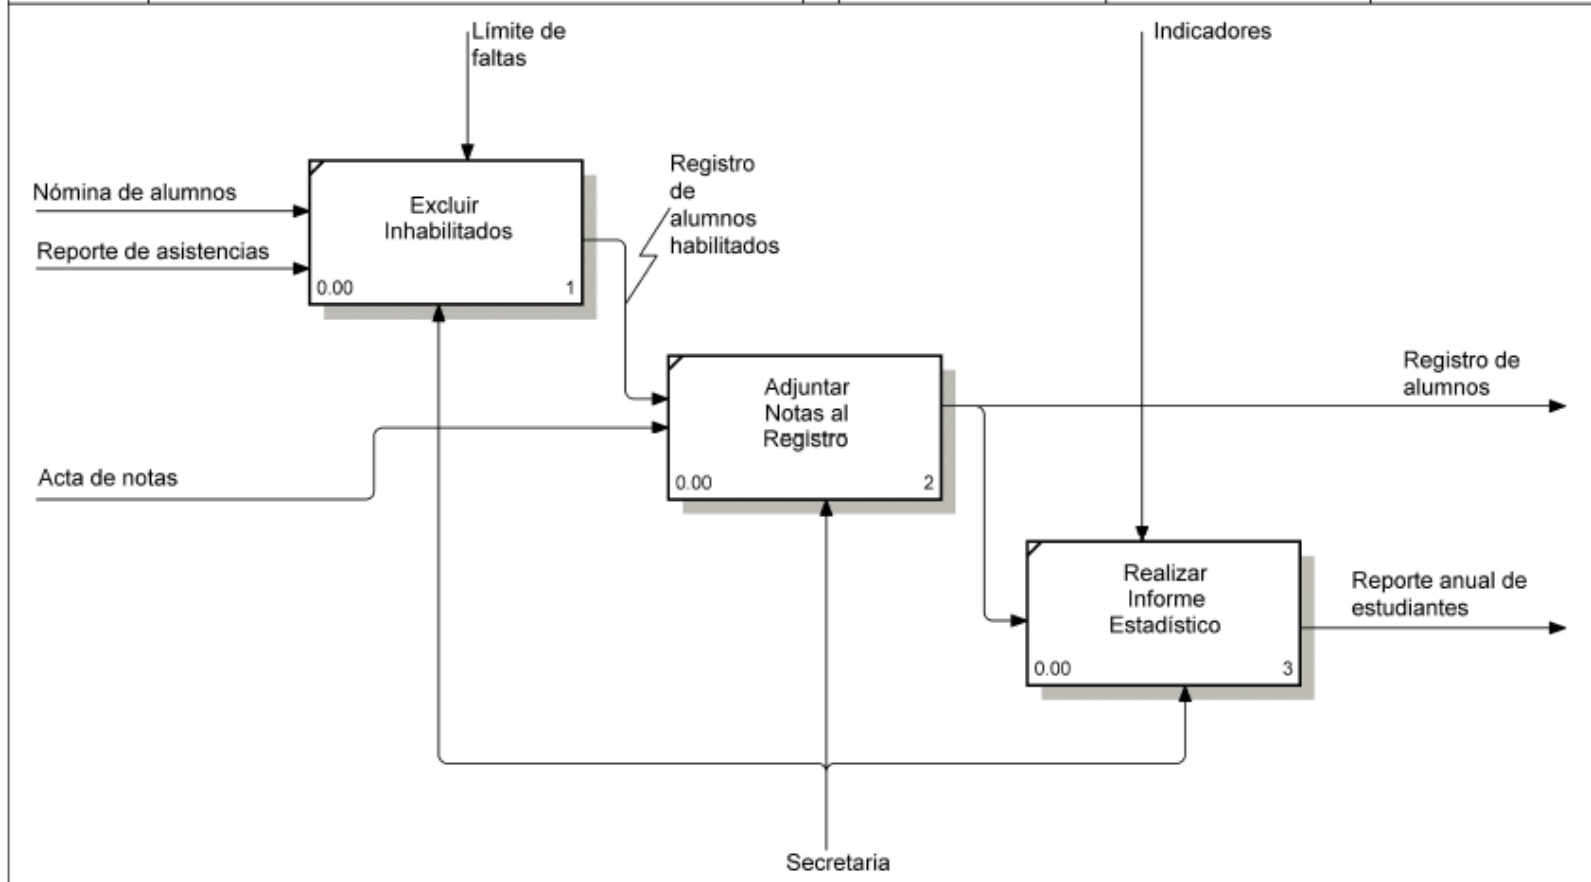 Límite de
faltas
Indicadores
Nómina de alumnos
Reporte de asistencias
Excluir
Inhabilitados
0.00
1
Registro
de
alumnos
habilitados
Acta de notas
Adjuntar
Notas al
Registro
0.00
2
Registro de
alumnos
Realizar
Informe
Estadístico
0.00
3
Reporte anual de
estudiantes
Secretaria